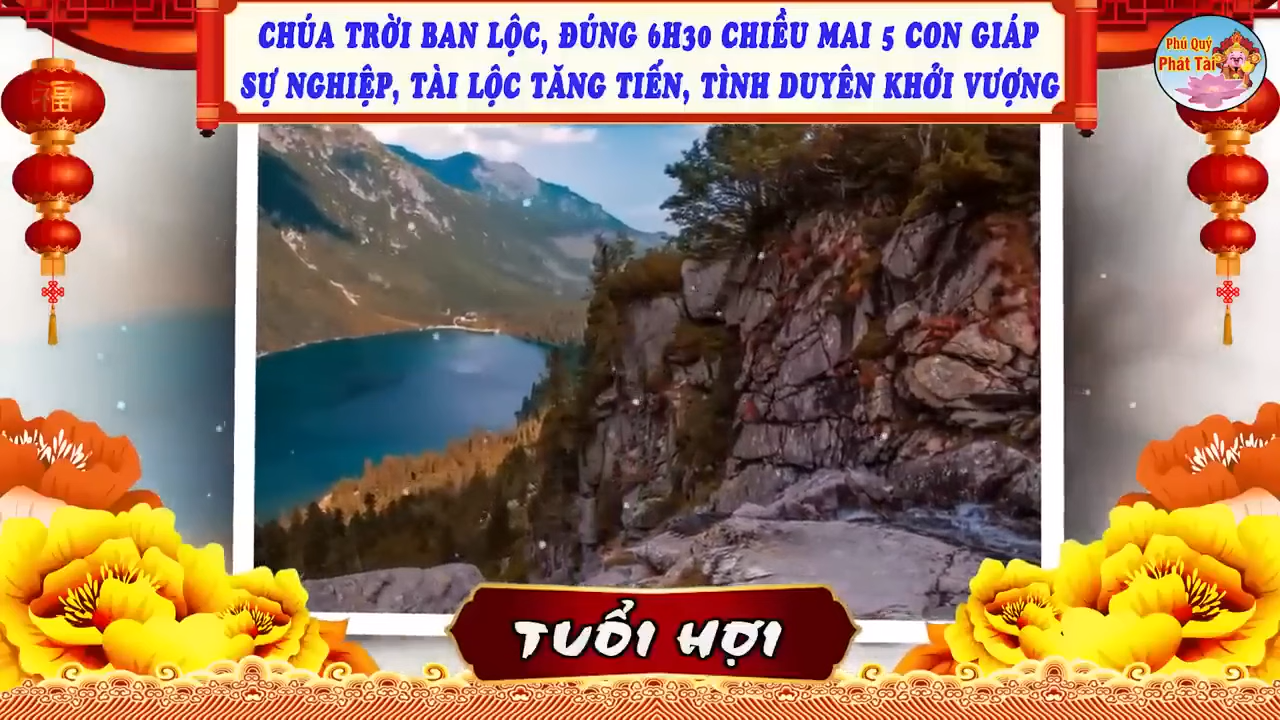 CHÚA TRỜI BAN LỘC, ĐÚNG 6H30 CHIỀU MAI 5 CON GIÁP
SỰ NGHIỆP, TÀI LỘC TĂNG TIẾN, TÌNH DUYÊN KHỞI VƯỢNG
Phú Quý
Phát Tài
福
TUỔI HỢI